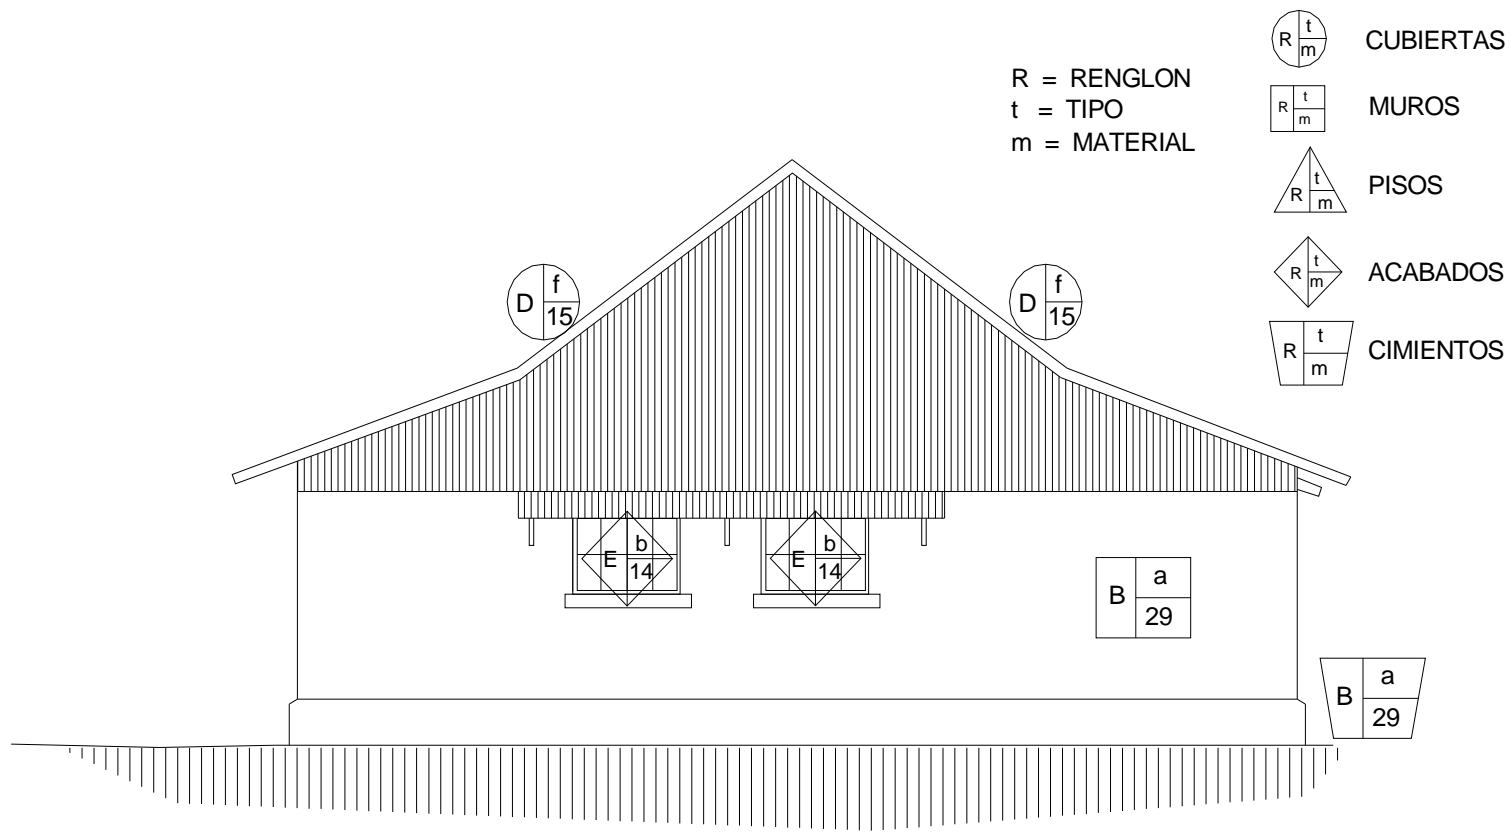 R t m CUBIERTAS
R = RENGLON
t = TIPO
m = MATERIAL
R t m MUROS
R t m PISOS
R t m ACABADOS
R t m CIMIENTOS
D f 15
D f 15
E b 14
E b 14
B a 29
B a 29